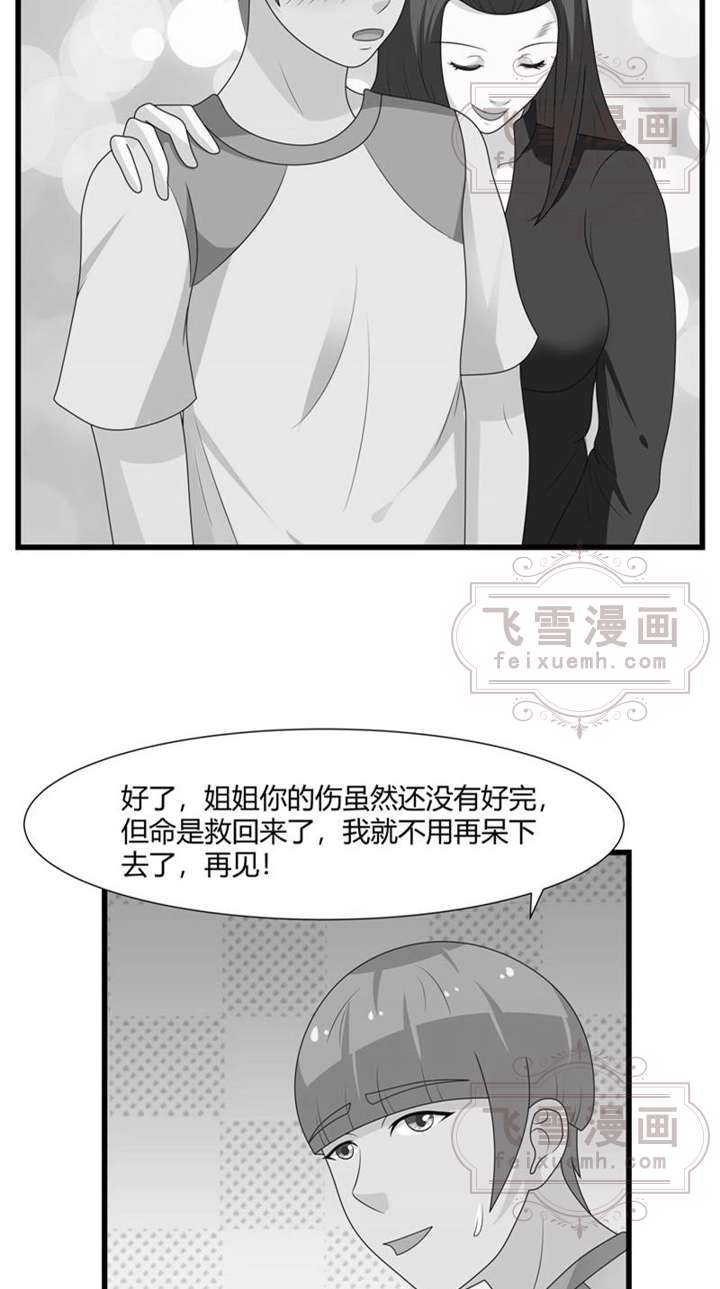 飞雪漫画
feixuemh.com
飞雪漫画
feixuemh.com
好了，姐姐你的伤虽然还没有好完，
但命是救回来了，我就不用再呆下
去了，再见！
飞雪漫画
feixuemh.com